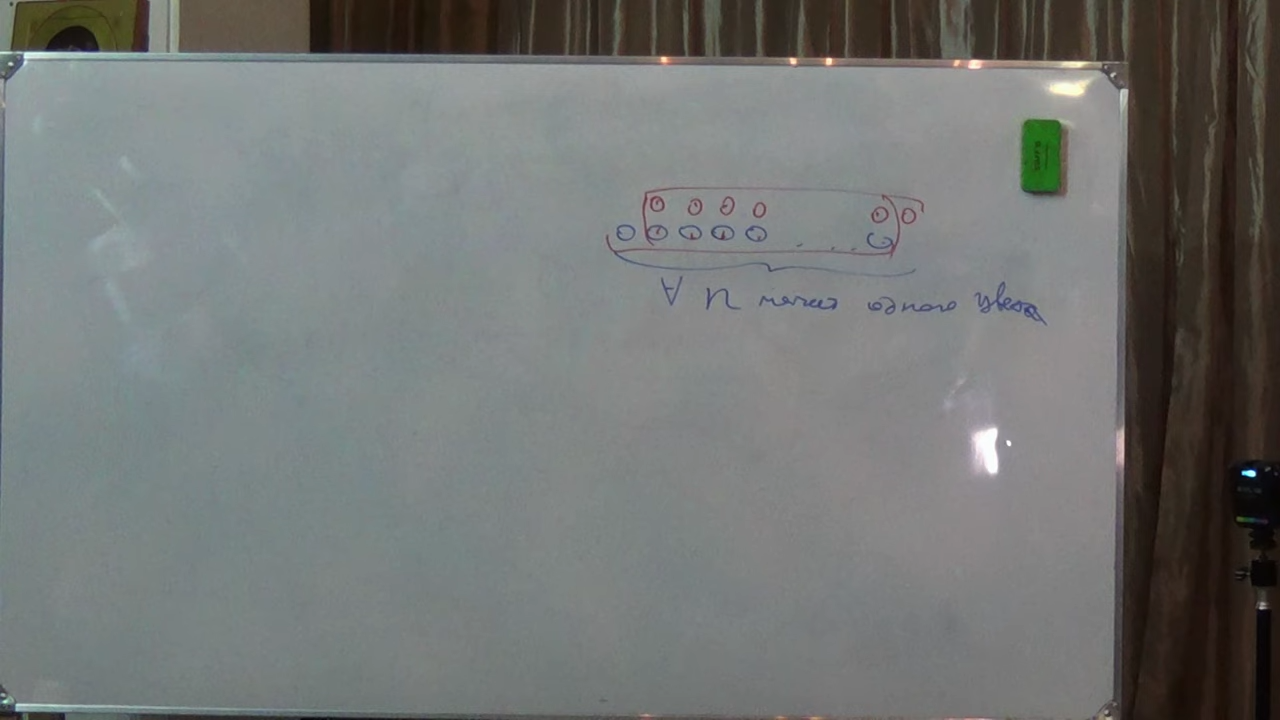 ∀ n мячей одного цвета